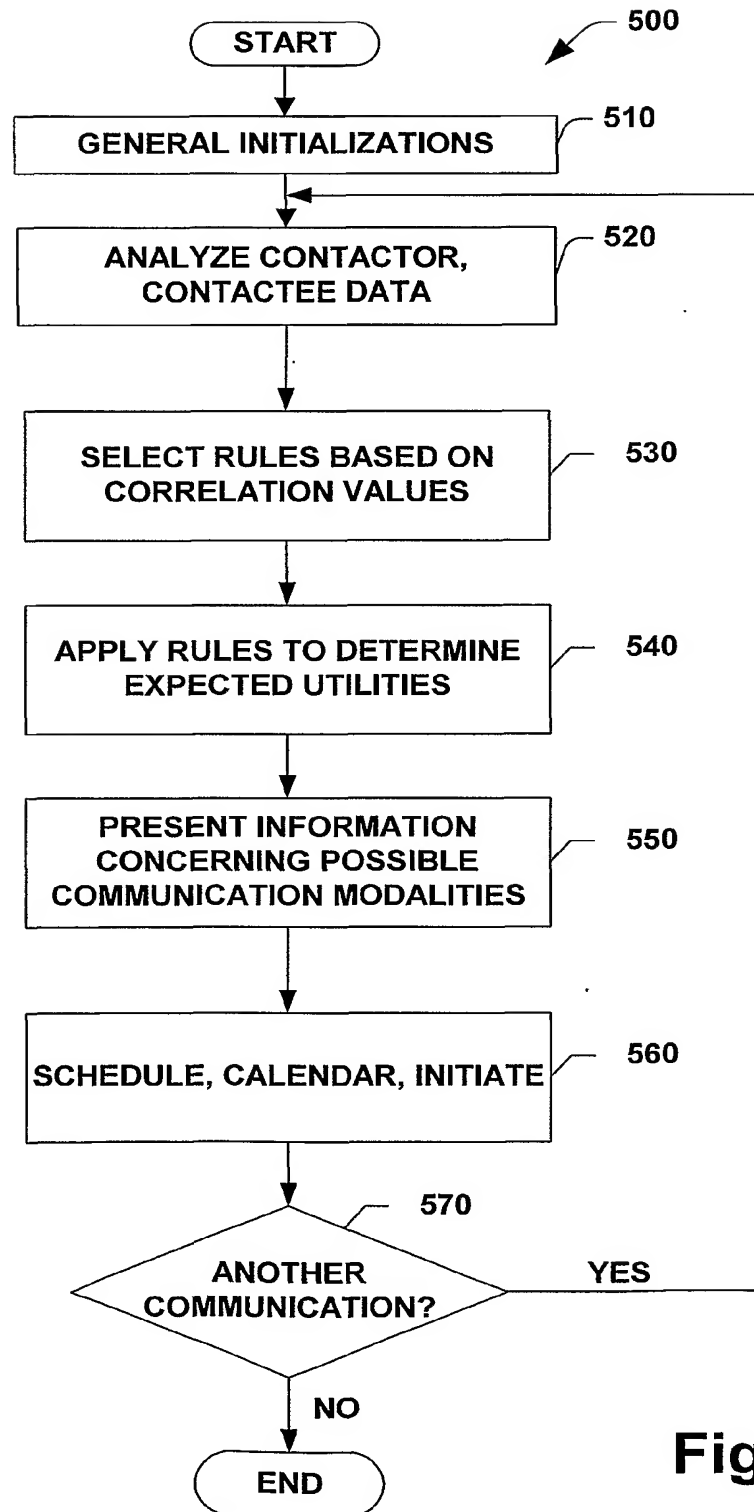 START
500
GENERAL INITIALIZATIONS
510
ANALYZE CONTACTOR,
CONTACTEE DATA
520
SELECT RULES BASED ON
CORRELATION VALUES
530
APPLY RULES TO DETERMINE
EXPECTED UTILITIES
540
PRESENT INFORMATION
CONCERNING POSSIBLE
COMMUNICATION MODALITIES
550
SCHEDULE, CALENDAR, INITIATE
560
570
ANOTHER
COMMUNICATION?
YES
NO
END
Fig